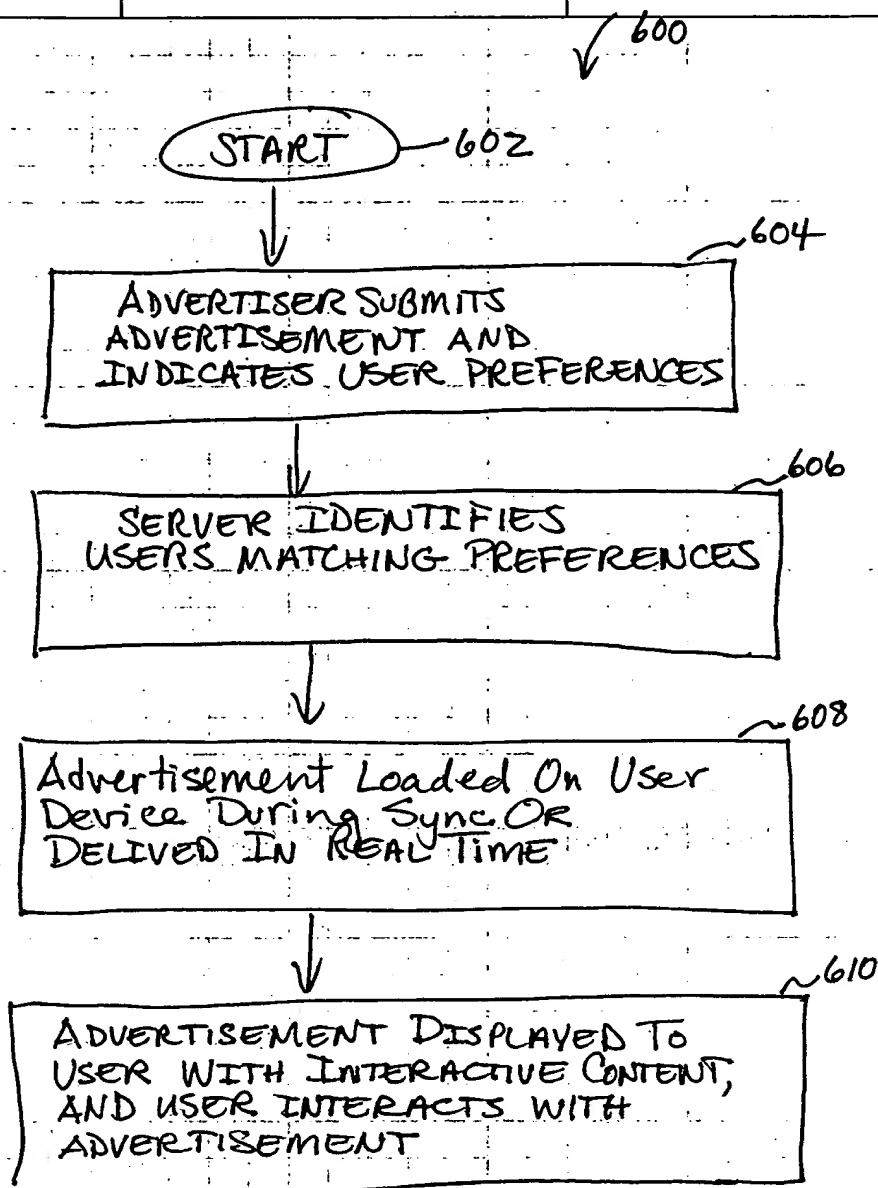 600
START 602
604
ADVERTISER SUBMITS
ADVERTISEMENT AND
INDICATES USER PREFERENCES
606
SERVER IDENTIFIES
USERS MATCHING PREFERENCES
608
Advertisement Loaded On User
Device During Sync OR
DELIVED IN REAL TIME
610
ADVERTISEMENT DISPLAYED TO
USER WITH INTERACTIVE CONTENT,
AND USER INTERACTS WITH
ADVERTISEMENT